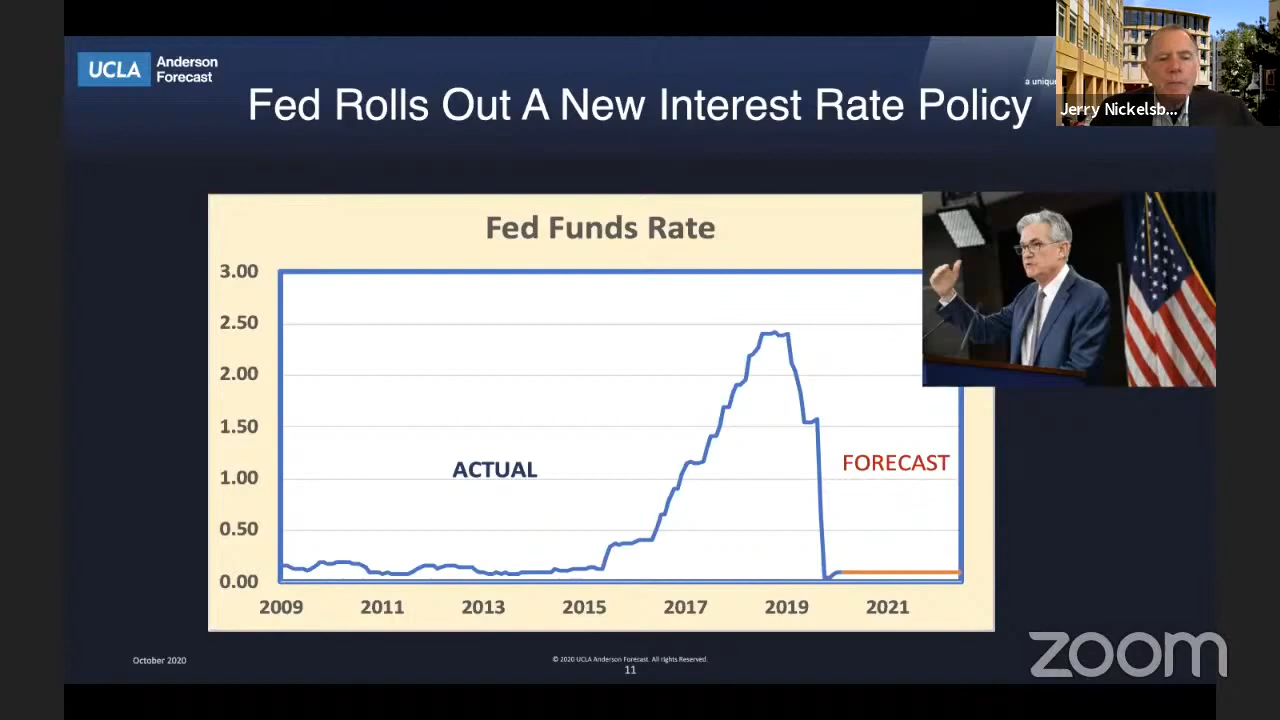 UCLA Anderson
Forecast
a unique
Fed Rolls Out A New Interest Rate Policy
Jerry Nickelsb...
Fed Funds Rate
3.00
2.50
2.00
1.50
1.00
0.50
0.00
ACTUAL
FORECAST
2009 2011 2013 2015 2017 2019 2021
October 2020
© 2020 UCLA Anderson Forecast. All rights Reserved.
11
zoom